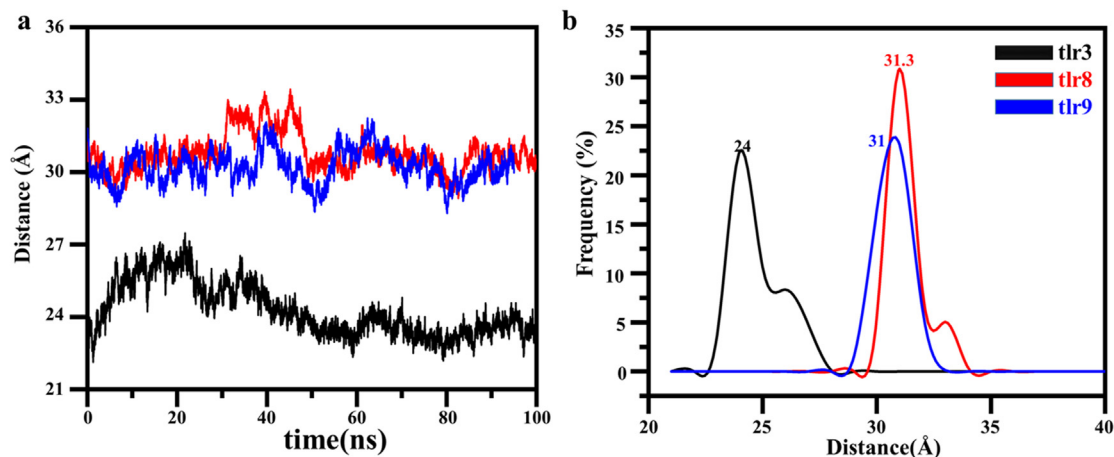 a
36
33
30
27
24
21
Distance (Å)
0 20 40 60 80 100
time(ns)
b
35
30
25
20
15
10
5
0
Frequency (%)
24
31.3
31
tlr3
tlr8
tlr9
20 25 30 35 40
Distance(Å)